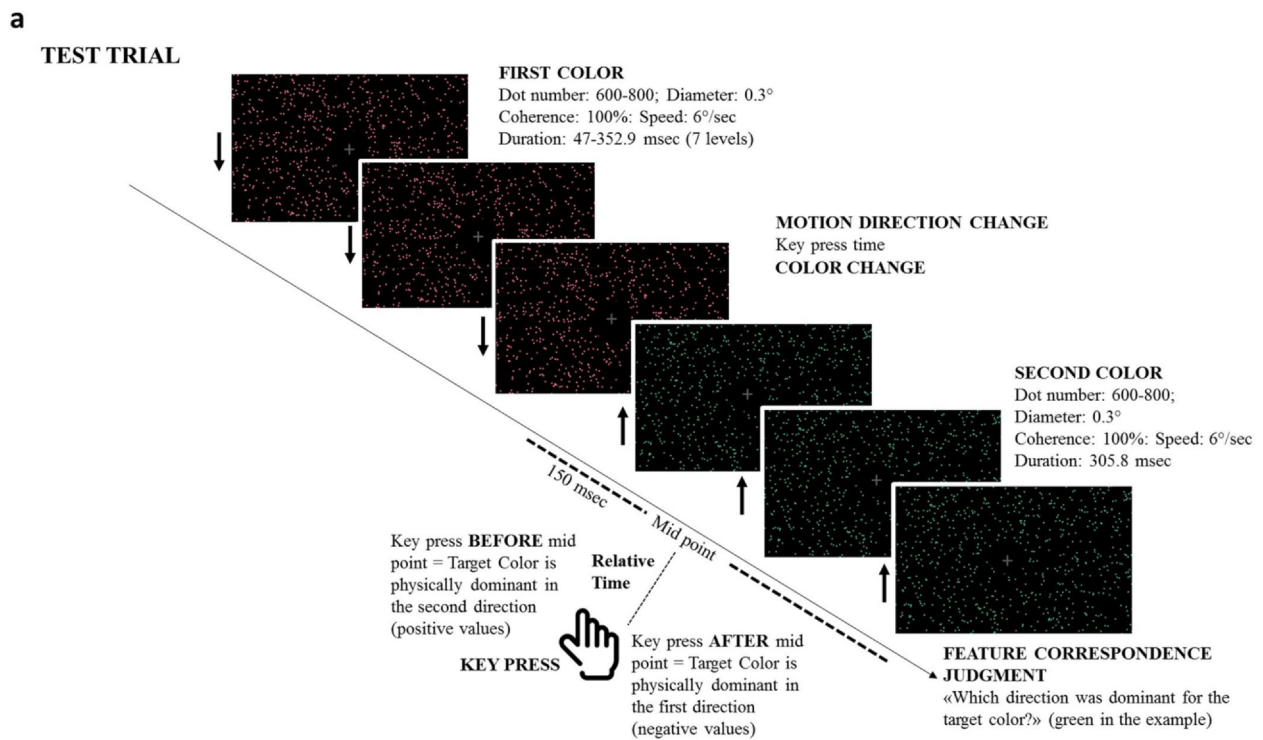 a
TEST TRIAL
FIRST COLOR
Dot number: 600-800; Diameter: 0.3°
Coherence: 100%: Speed: 6°/sec
Duration: 47-352.9 msec (7 levels)
MOTION DIRECTION CHANGE
Key press time
COLOR CHANGE
SECOND COLOR
Dot number: 600-800;
Diameter: 0.3°
Coherence: 100%: Speed: 6°/sec
Duration: 305.8 msec
150 msec
Mid point
Key press BEFORE mid
point = Target Color is
physically dominant in
the second direction
(positive values)
Relative
Time
KEY PRESS
Key press AFTER mid
point = Target Color is
physically dominant in
the first direction
(negative values)
FEATURE CORRESPONDENCE
JUDGMENT
«Which direction was dominant for the
target color?» (green in the example)